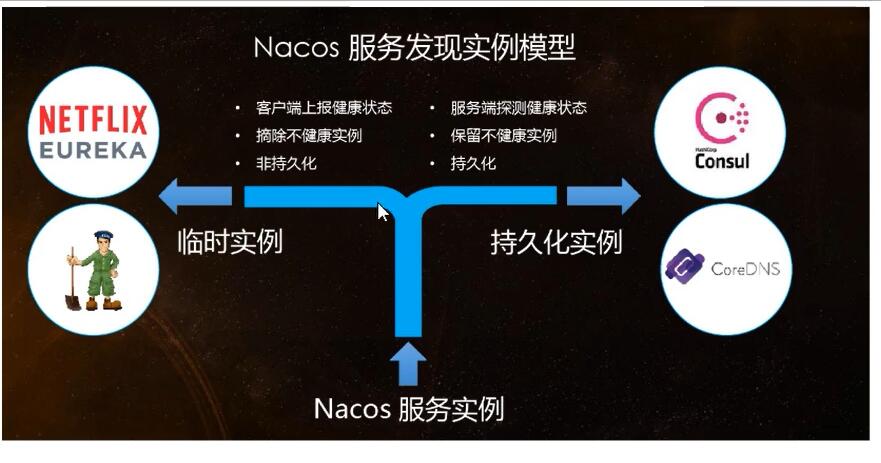 Nacos 服务发现实例模型
NETFLIX
EUREKA
• 客户端上报健康状态
• 摘除不健康实例
• 非持久化
• 服务端探测健康状态
• 保留不健康实例
• 持久化
HashiCorp
Consul
临时实例
持久化实例
CoreDNS
Nacos 服务实例